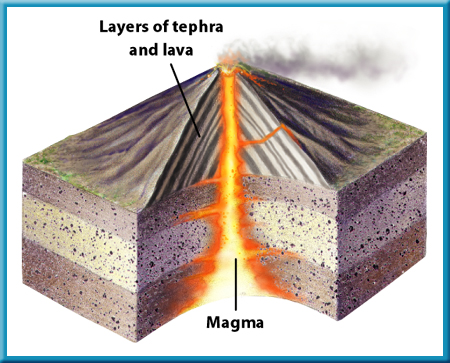 Layers of tephra
and lava
Magma